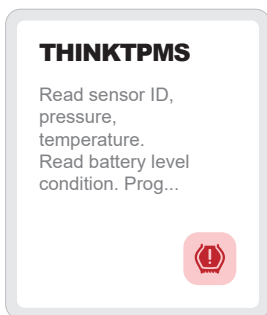 THINKTPMS
Read sensor ID,
pressure,
temperature.
Read battery level
condition. Prog...